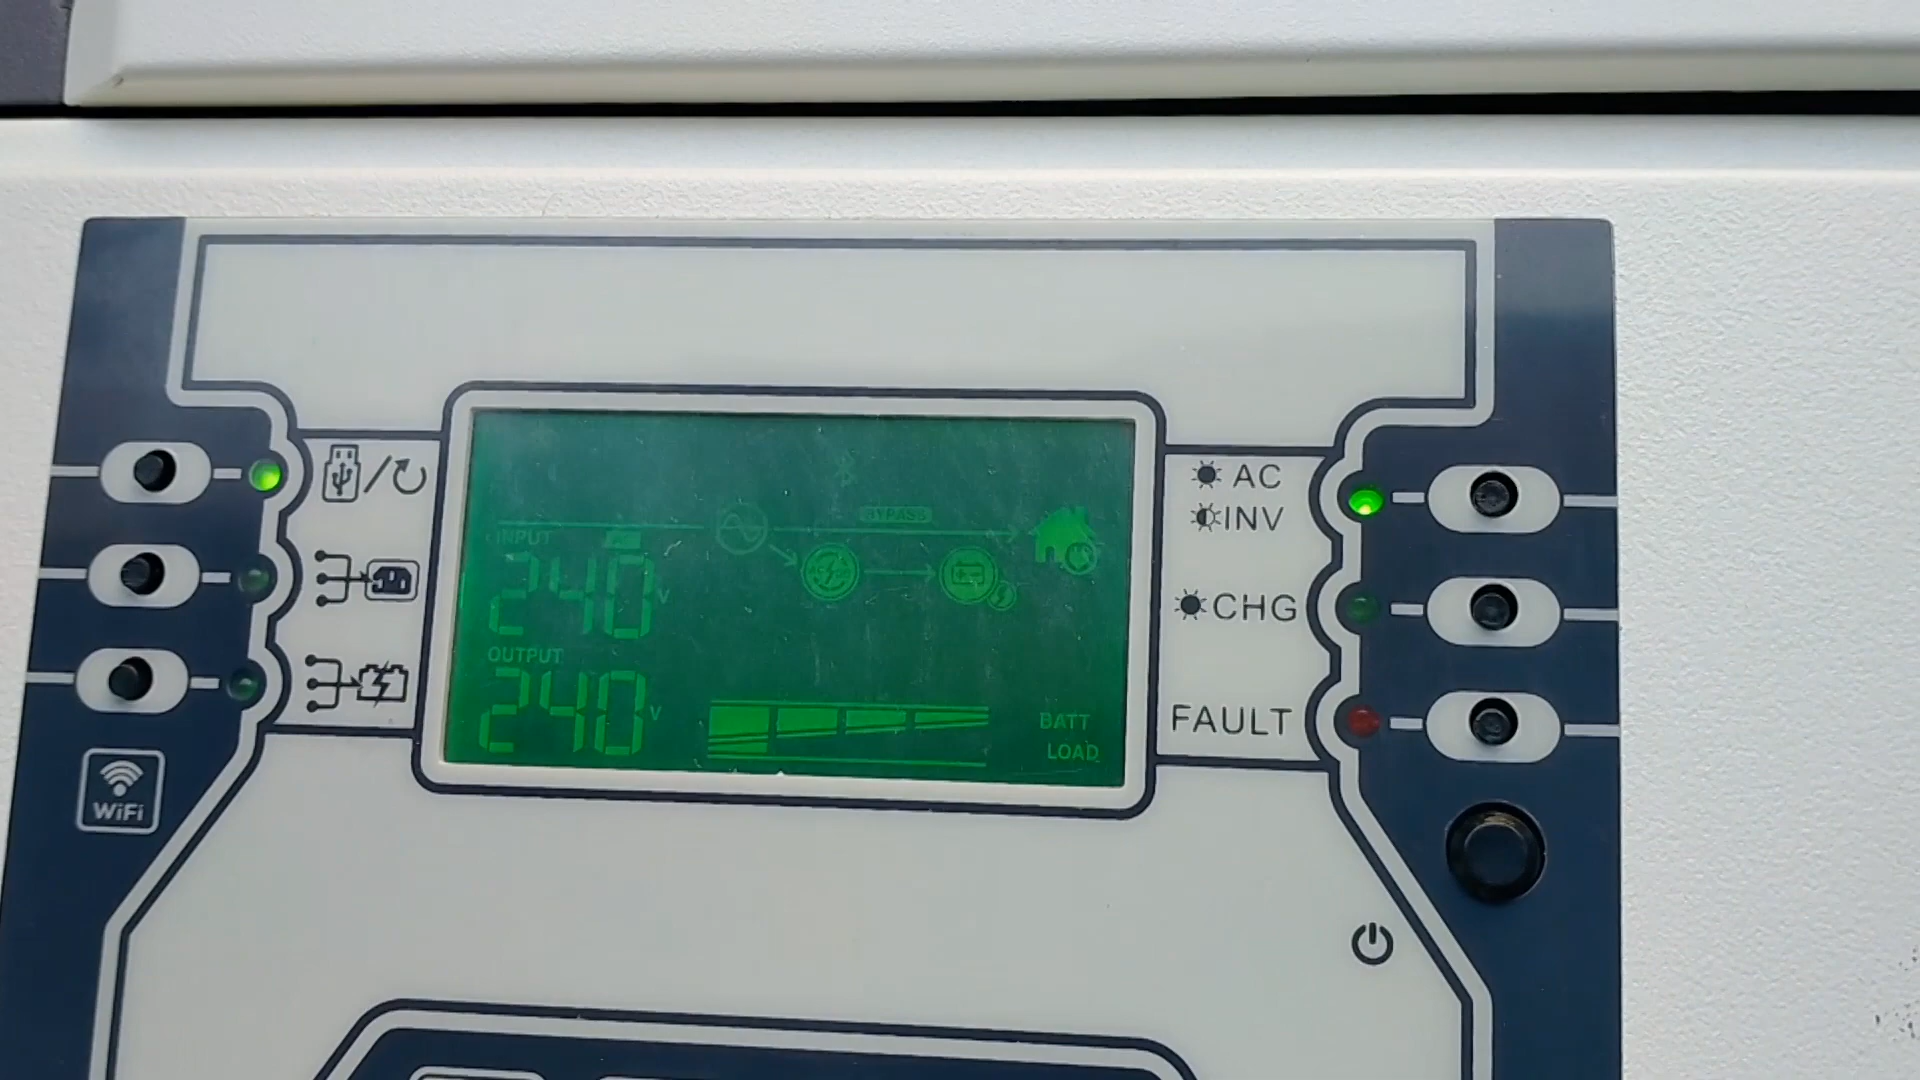 BYPASS
INPUT
240 V
OUTPUT
240 V
BATT
LOAD
AC
INV
CHG
FAULT
WiFi